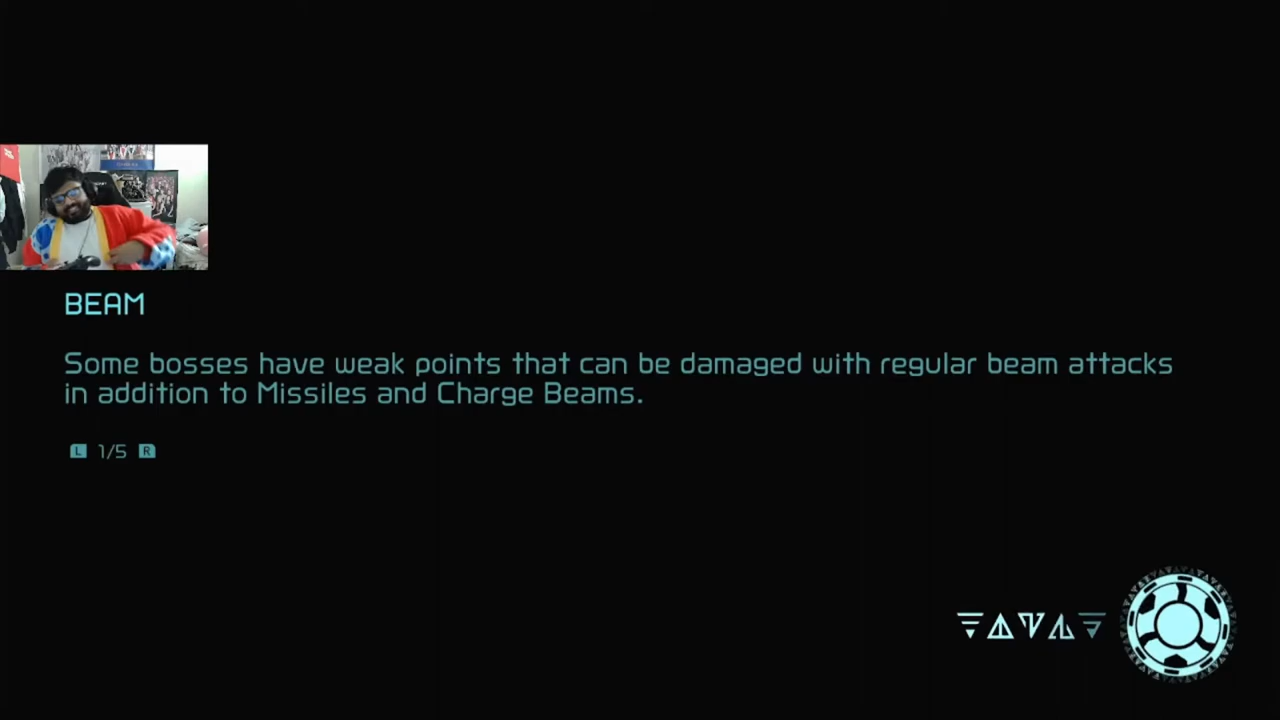 BEAM
Some bosses have weak points that can be damaged with regular beam attacks
in addition to Missiles and Charge Beams.
L 1/5 R